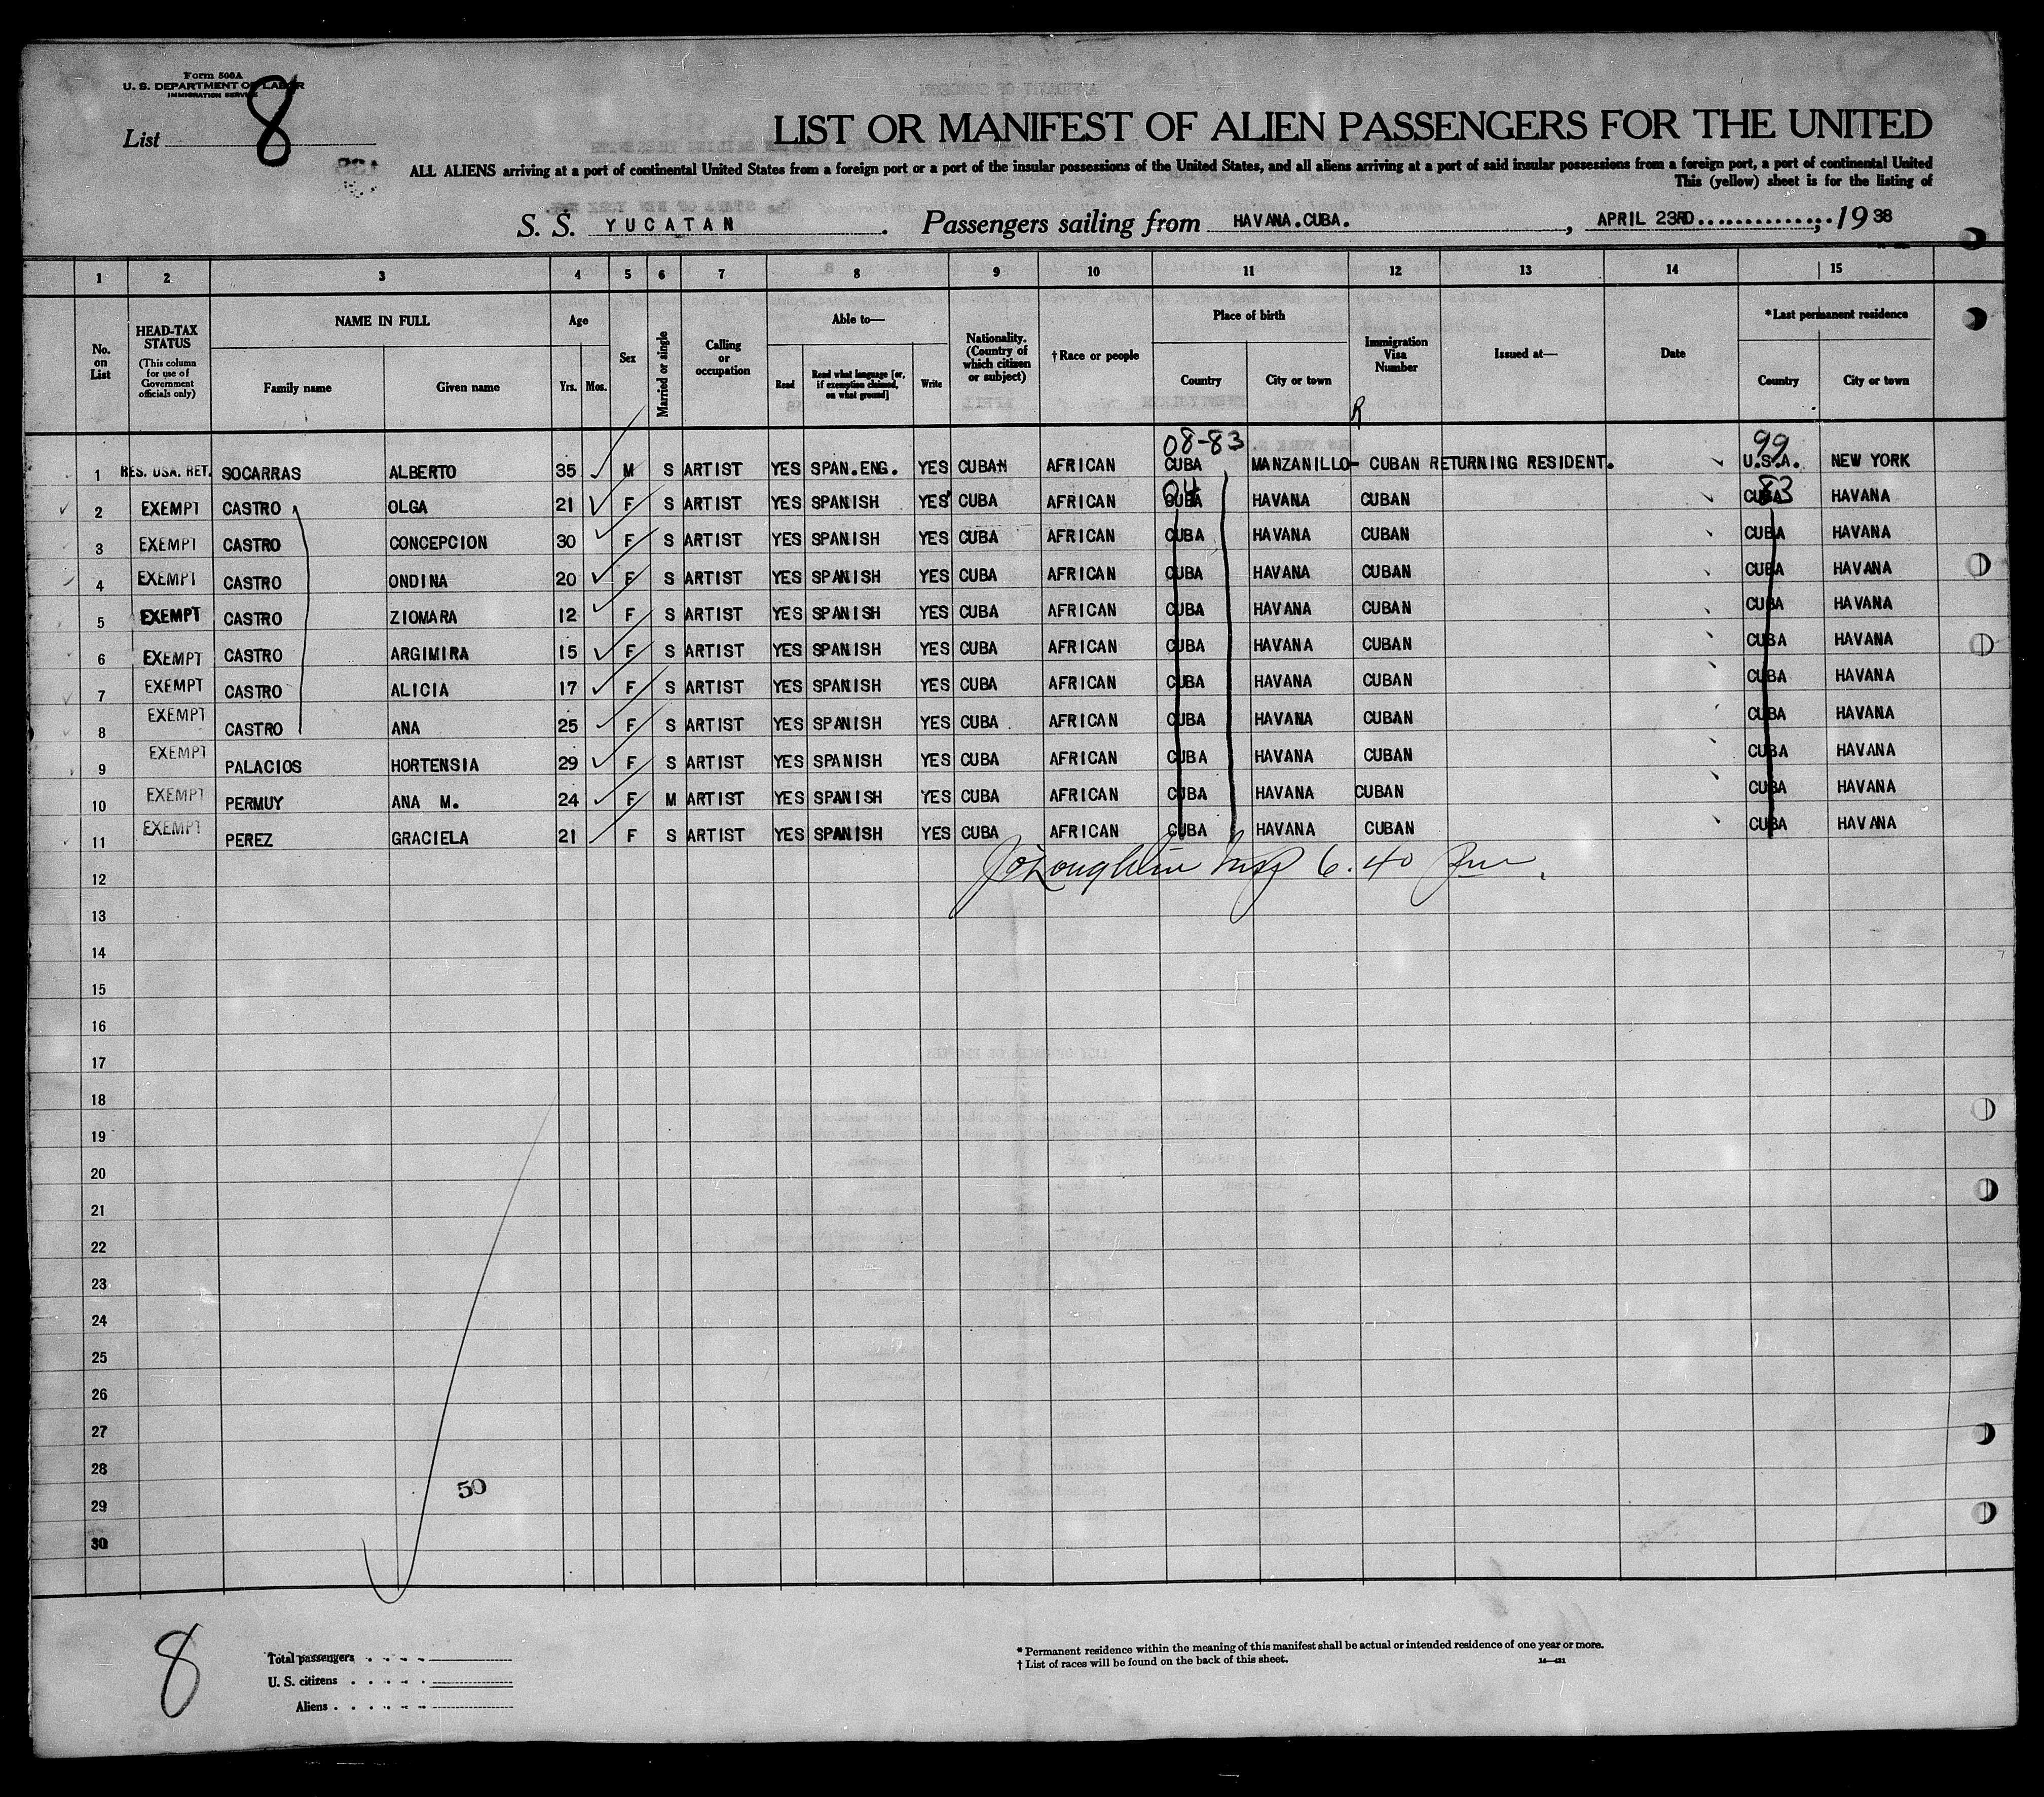 Form 500A
U. S. DEPARTMENT OF LABOR
IMMIGRATION SERVICE
List 8
LIST OR MANIFEST OF ALIEN PASSENGERS FOR THE UNITED
ALL ALIENS arriving at a port of continental United States from a foreign port or a port of the insular possessions of the United States, and all aliens arriving at a port of said insular possessions from a foreign port, a port of continental United
This (yellow) sheet is for the listing of
S. S. YUCATAN. Passengers sailing from HAVANA.CUBA., APRIL 23RD..............., 1938
1 2 3 4 5 6 7 8 9 10 11 12 13 14 15
No. on List
HEAD-TAX STATUS (This column for use of Government officials only)
NAME IN FULL
Family name Given name
Age
Yrs. Mos.
Sex
Married or single
Calling or occupation
Able to—
Read Read what language [or, if exemption claimed, on what ground] Write
Nationality. (Country of which citizen or subject)
†Race or people
Place of birth
Country City or town
Immigration Visa Number
Issued at—
Date
*Last permanent residence
Country City or town
R
08-83 99
1 RES. USA. RET. SOCARRAS ALBERTO 35 M S ARTIST YES SPAN.ENG. YES CUBAN AFRICAN CUBA MANZANILLO- CUBAN RETURNING RESIDENT. U.S.A. NEW YORK
04 83
2 EXEMPT CASTRO OLGA 21 F S ARTIST YES SPANISH YES CUBA AFRICAN CUBA HAVANA CUBAN CUBA HAVANA
3 EXEMPT CASTRO CONCEPCION 30 F S ARTIST YES SPANISH YES CUBA AFRICAN CUBA HAVANA CUBAN CUBA HAVANA
4 EXEMPT CASTRO ONDINA 20 F S ARTIST YES SPANISH YES CUBA AFRICAN CUBA HAVANA CUBAN CUBA HAVANA
5 EXEMPT CASTRO ZIOMARA 12 F S ARTIST YES SPANISH YES CUBA AFRICAN CUBA HAVANA CUBAN CUBA HAVANA
6 EXEMPT CASTRO ARGIMIRA 15 F S ARTIST YES SPANISH YES CUBA AFRICAN CUBA HAVANA CUBAN CUBA HAVANA
7 EXEMPT CASTRO ALICIA 17 F S ARTIST YES SPANISH YES CUBA AFRICAN CUBA HAVANA CUBAN CUBA HAVANA
8 EXEMPT CASTRO ANA 25 F S ARTIST YES SPANISH YES CUBA AFRICAN CUBA HAVANA CUBAN CUBA HAVANA
9 EXEMPT PALACIOS HORTENSIA 29 F S ARTIST YES SPANISH YES CUBA AFRICAN CUBA HAVANA CUBAN CUBA HAVANA
10 EXEMPT PERMUY ANA M. 24 F M ARTIST YES SPANISH YES CUBA AFRICAN CUBA HAVANA CUBAN CUBA HAVANA
11 EXEMPT PEREZ GRACIELA 21 F S ARTIST YES SPANISH YES CUBA AFRICAN CUBA HAVANA CUBAN CUBA HAVANA
12 6.40
13
14
15
16
17
18
19
20
21
22
23
24
25
26
27
28
29 50
30
8
Total passengers
U. S. citizens
Aliens
* Permanent residence within the meaning of this manifest shall be actual or intended residence of one year or more.
† List of races will be found on the back of this sheet.